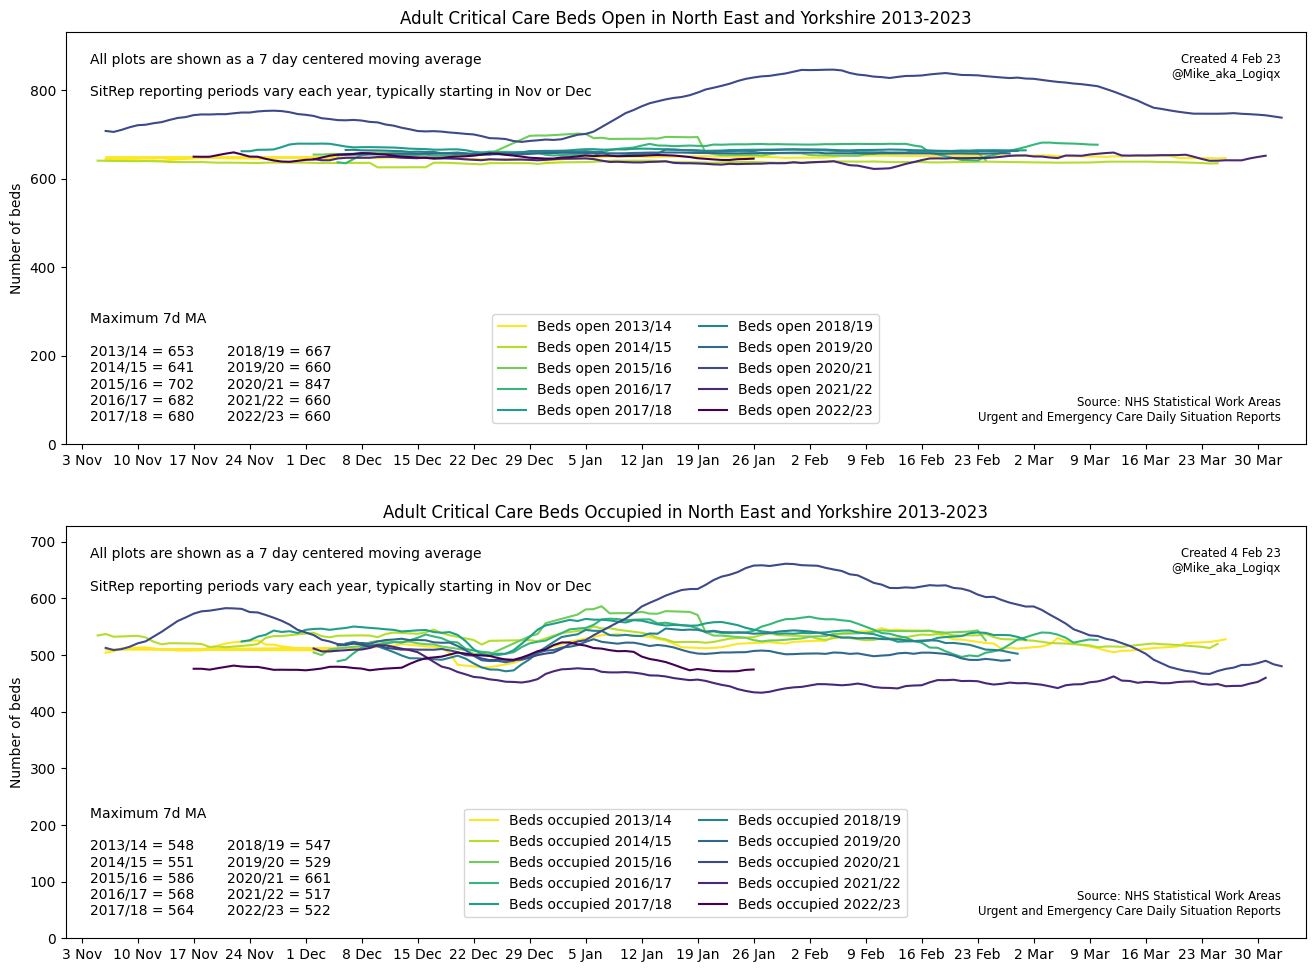 Adult Critical Care Beds Open in North East and Yorkshire 2013-2023
All plots are shown as a 7 day centered moving average
Created 4 Feb 23
@Mike_aka_Logiqx
SitRep reporting periods vary each year, typically starting in Nov or Dec
800
600
400
200
0
Number of beds
Maximum 7d MA
2013/14 = 653 2018/19 = 667
2014/15 = 641 2019/20 = 660
2015/16 = 702 2020/21 = 847
2016/17 = 682 2021/22 = 660
2017/18 = 680 2022/23 = 660
Beds open 2013/14 Beds open 2018/19
Beds open 2014/15 Beds open 2019/20
Beds open 2015/16 Beds open 2020/21
Beds open 2016/17 Beds open 2021/22
Beds open 2017/18 Beds open 2022/23
Source: NHS Statistical Work Areas
Urgent and Emergency Care Daily Situation Reports
3 Nov 10 Nov 17 Nov 24 Nov 1 Dec 8 Dec 15 Dec 22 Dec 29 Dec 5 Jan 12 Jan 19 Jan 26 Jan 2 Feb 9 Feb 16 Feb 23 Feb 2 Mar 9 Mar 16 Mar 23 Mar 30 Mar
Adult Critical Care Beds Occupied in North East and Yorkshire 2013-2023
All plots are shown as a 7 day centered moving average
Created 4 Feb 23
@Mike_aka_Logiqx
SitRep reporting periods vary each year, typically starting in Nov or Dec
700
600
500
400
300
200
100
0
Number of beds
Maximum 7d MA
2013/14 = 548 2018/19 = 547
2014/15 = 551 2019/20 = 529
2015/16 = 586 2020/21 = 661
2016/17 = 568 2021/22 = 517
2017/18 = 564 2022/23 = 522
Beds occupied 2013/14 Beds occupied 2018/19
Beds occupied 2014/15 Beds occupied 2019/20
Beds occupied 2015/16 Beds occupied 2020/21
Beds occupied 2016/17 Beds occupied 2021/22
Beds occupied 2017/18 Beds occupied 2022/23
Source: NHS Statistical Work Areas
Urgent and Emergency Care Daily Situation Reports
3 Nov 10 Nov 17 Nov 24 Nov 1 Dec 8 Dec 15 Dec 22 Dec 29 Dec 5 Jan 12 Jan 19 Jan 26 Jan 2 Feb 9 Feb 16 Feb 23 Feb 2 Mar 9 Mar 16 Mar 23 Mar 30 Mar